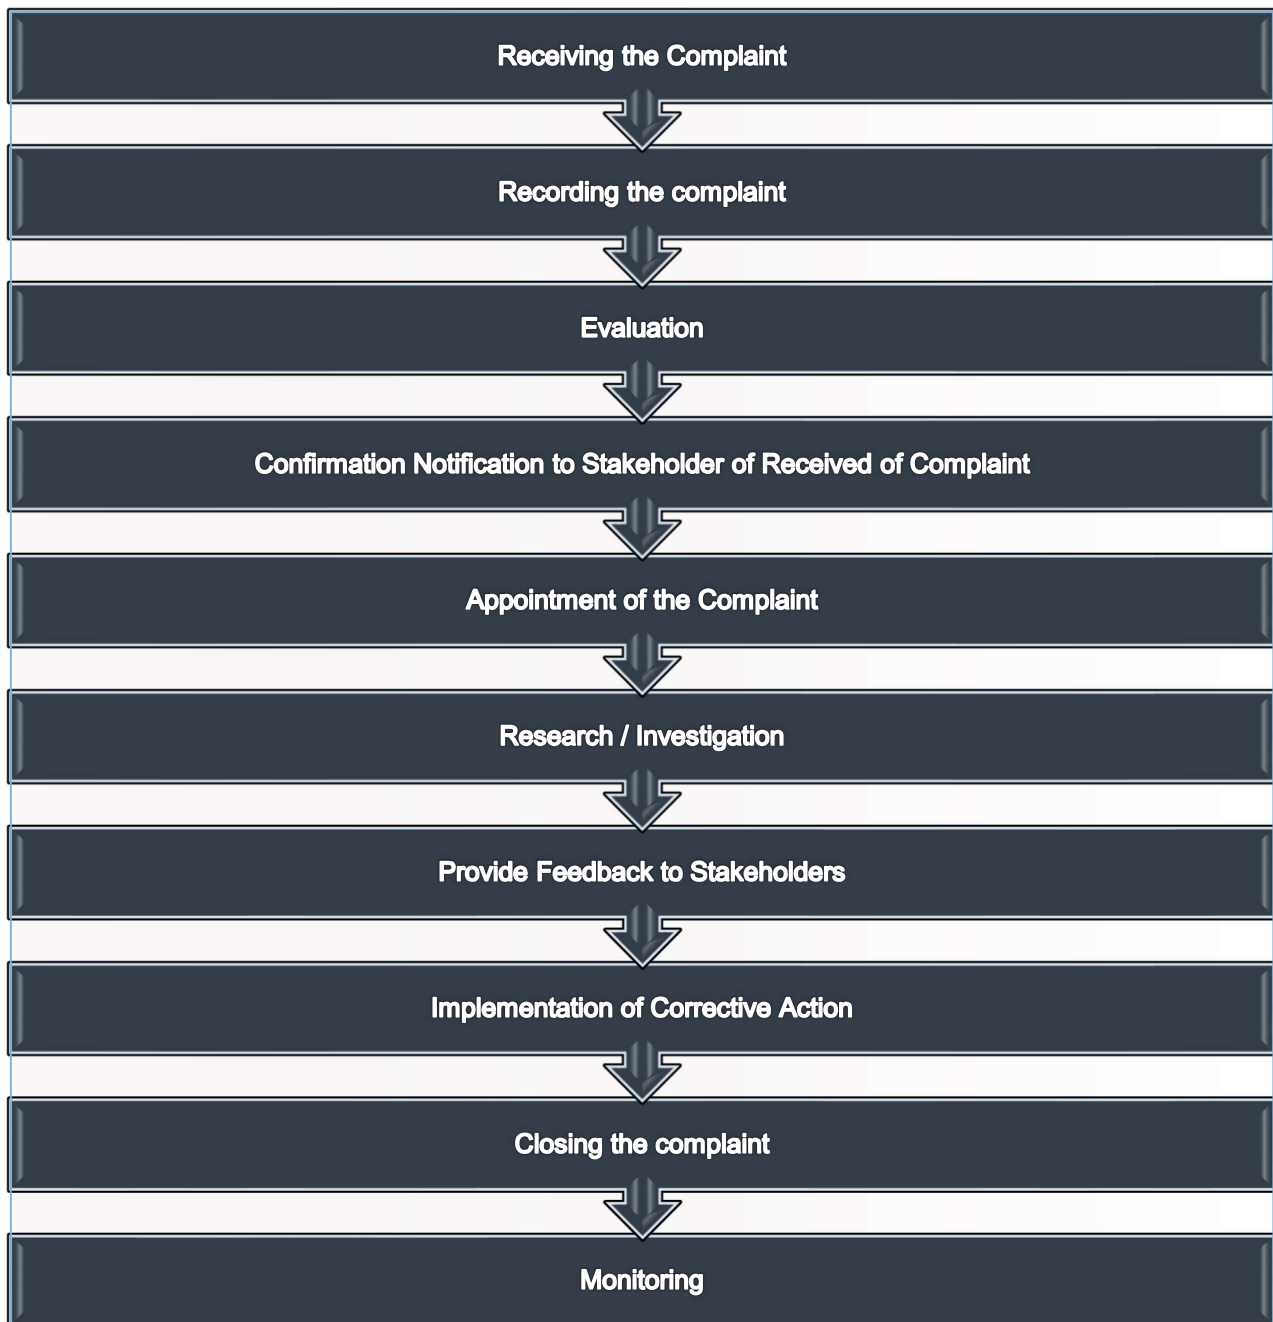 Receiving the Complaint
Recording the complaint
Evaluation
Confirmation Notification to Stakeholder of Received of Complaint
Appointment of the Complaint
Research / Investigation
Provide Feedback to Stakeholders
Implementation of Corrective Action
Closing the complaint
Monitoring